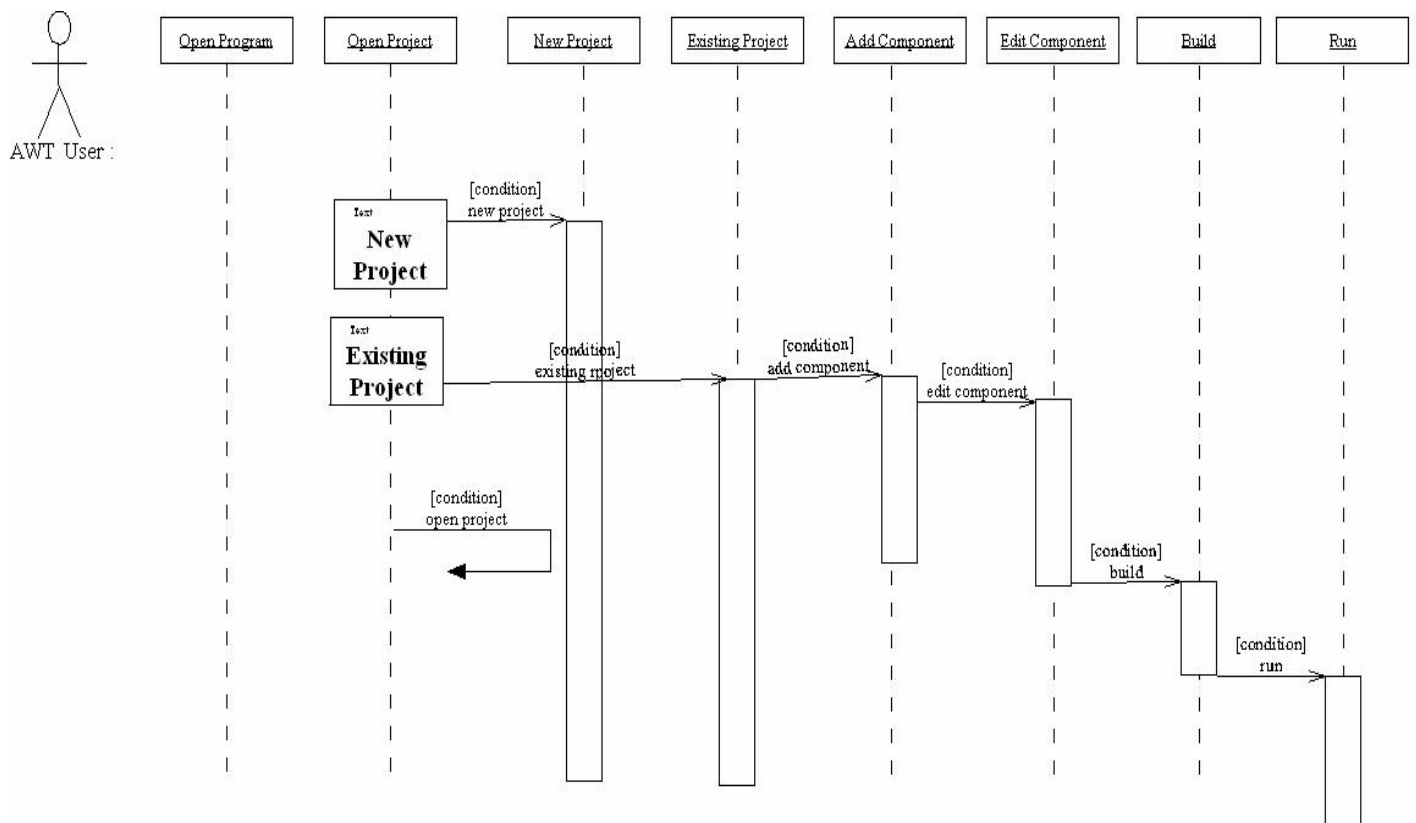 Open Program
Open Project
New Project
Existing Project
Add Component
Edit Component
Build
Run
AWT User :
[condition]
new project
Text
New
Project
Text
Existing
Project
[condition]
existing rpoject
[condition]
add component
[condition]
edit component
[condition]
open project
[condition]
build
[condition]
run